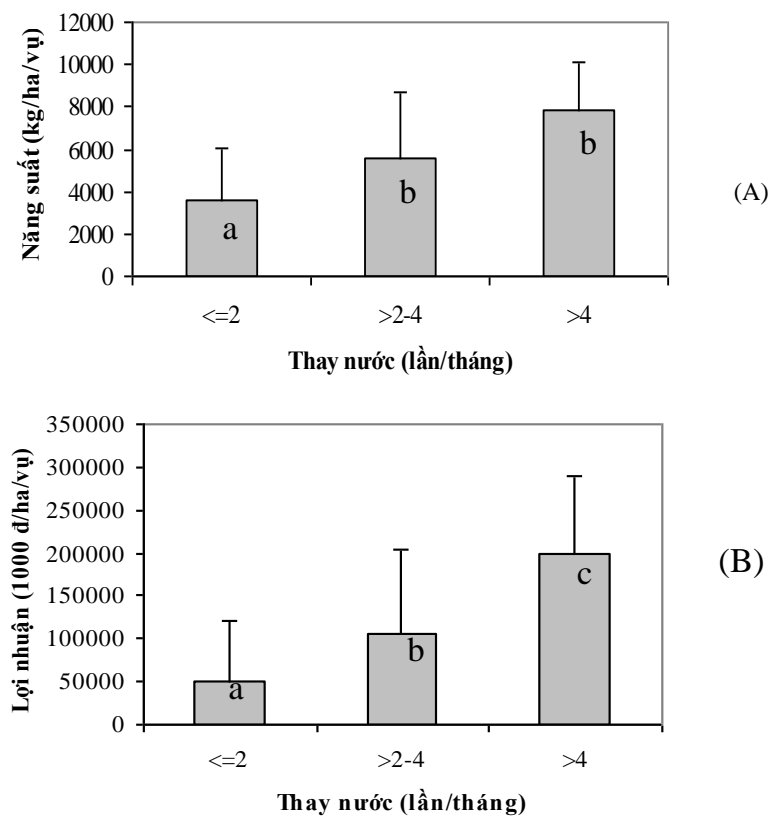 12000
10000
8000
6000
4000
2000
0
Năng suất (kg/ha/vụ)
a
b
b
<=2
>2-4
>4
Thay nước (lần/tháng)
(A)
350000
300000
250000
200000
150000
100000
50000
0
Lợi nhuận (1000 đ/ha/vụ)
a
b
c
<=2
>2-4
>4
Thay nước (lần/tháng)
(B)